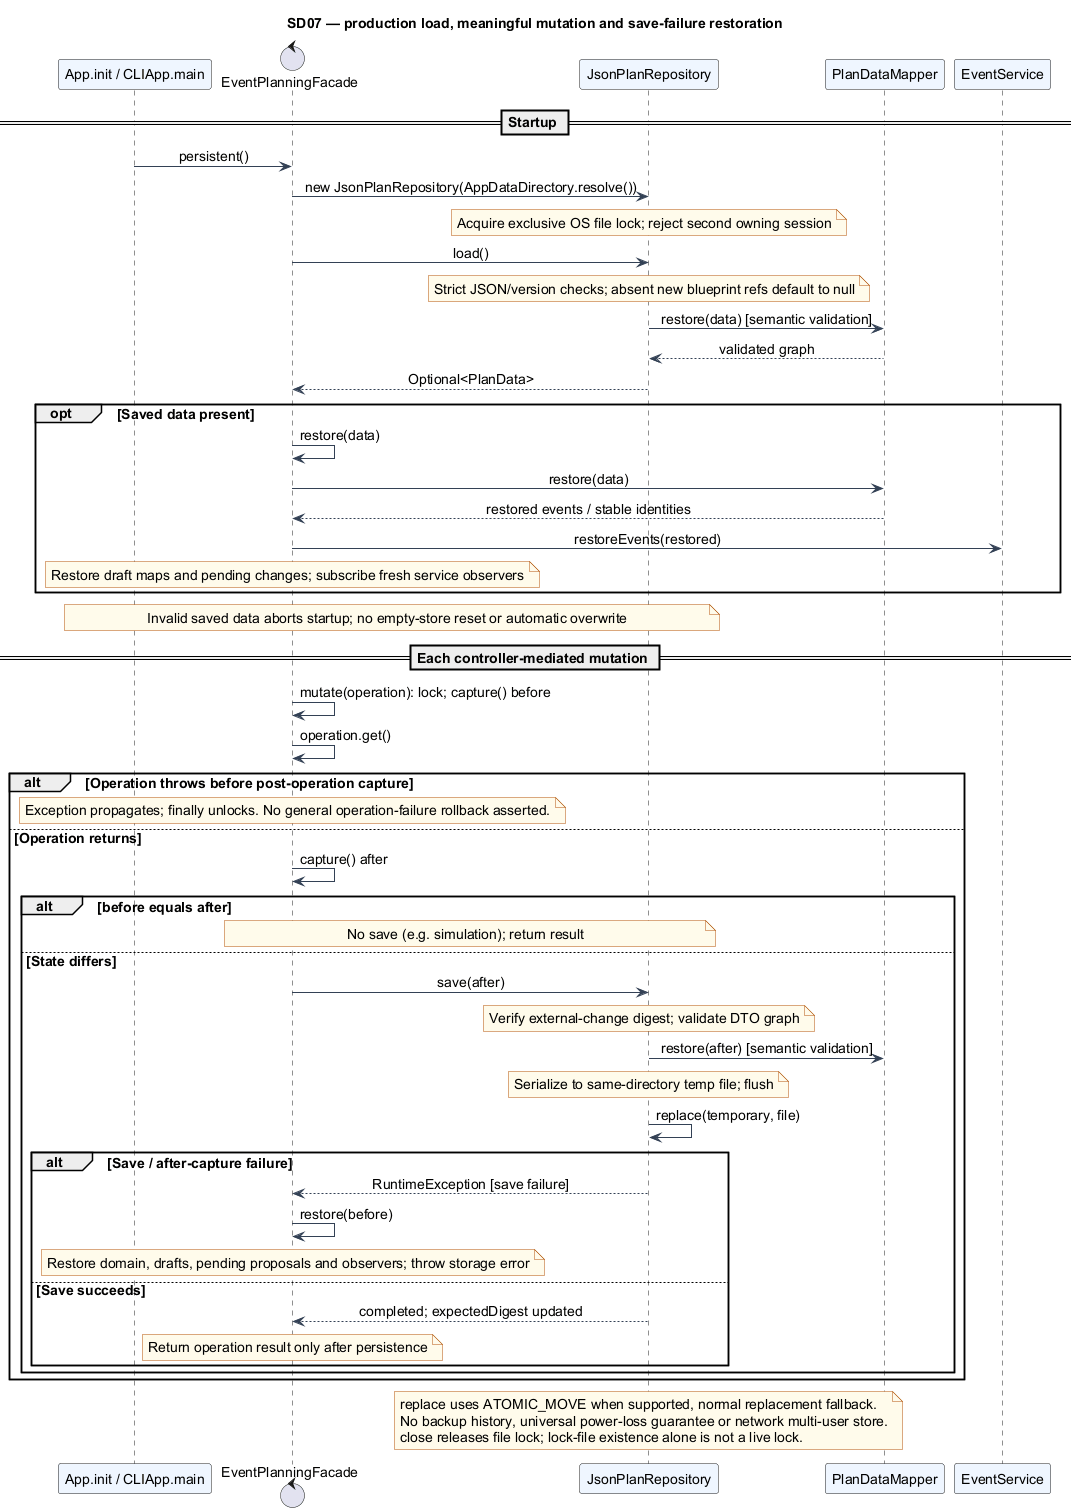 SD07 — production load, meaningful mutation and save-failure restoration
App.init / CLIApp.main
EventPlanningFacade
JsonPlanRepository
PlanDataMapper
EventService
Startup
persistent()
new JsonPlanRepository(AppDataDirectory.resolve())
Acquire exclusive OS file lock; reject second owning session
load()
Strict JSON/version checks; absent new blueprint refs default to null
restore(data) [semantic validation]
validated graph
Optional<PlanData>
opt
[Saved data present]
restore(data)
restore(data)
restored events / stable identities
restoreEvents(restored)
Restore draft maps and pending changes; subscribe fresh service observers
Invalid saved data aborts startup; no empty-store reset or automatic overwrite
Each controller-mediated mutation
mutate(operation): lock; capture() before
operation.get()
alt
[Operation throws before post-operation capture]
Exception propagates; finally unlocks. No general operation-failure rollback asserted.
[Operation returns]
capture() after
alt
[before equals after]
No save (e.g. simulation); return result
[State differs]
save(after)
Verify external-change digest; validate DTO graph
restore(after) [semantic validation]
Serialize to same-directory temp file; flush
replace(temporary, file)
alt
[Save / after-capture failure]
RuntimeException [save failure]
restore(before)
Restore domain, drafts, pending proposals and observers; throw storage error
[Save succeeds]
completed; expectedDigest updated
Return operation result only after persistence
replace uses ATOMIC_MOVE when supported, normal replacement fallback.
No backup history, universal power-loss guarantee or network multi-user store.
close releases file lock; lock-file existence alone is not a live lock.
App.init / CLIApp.main
EventPlanningFacade
JsonPlanRepository
PlanDataMapper
EventService